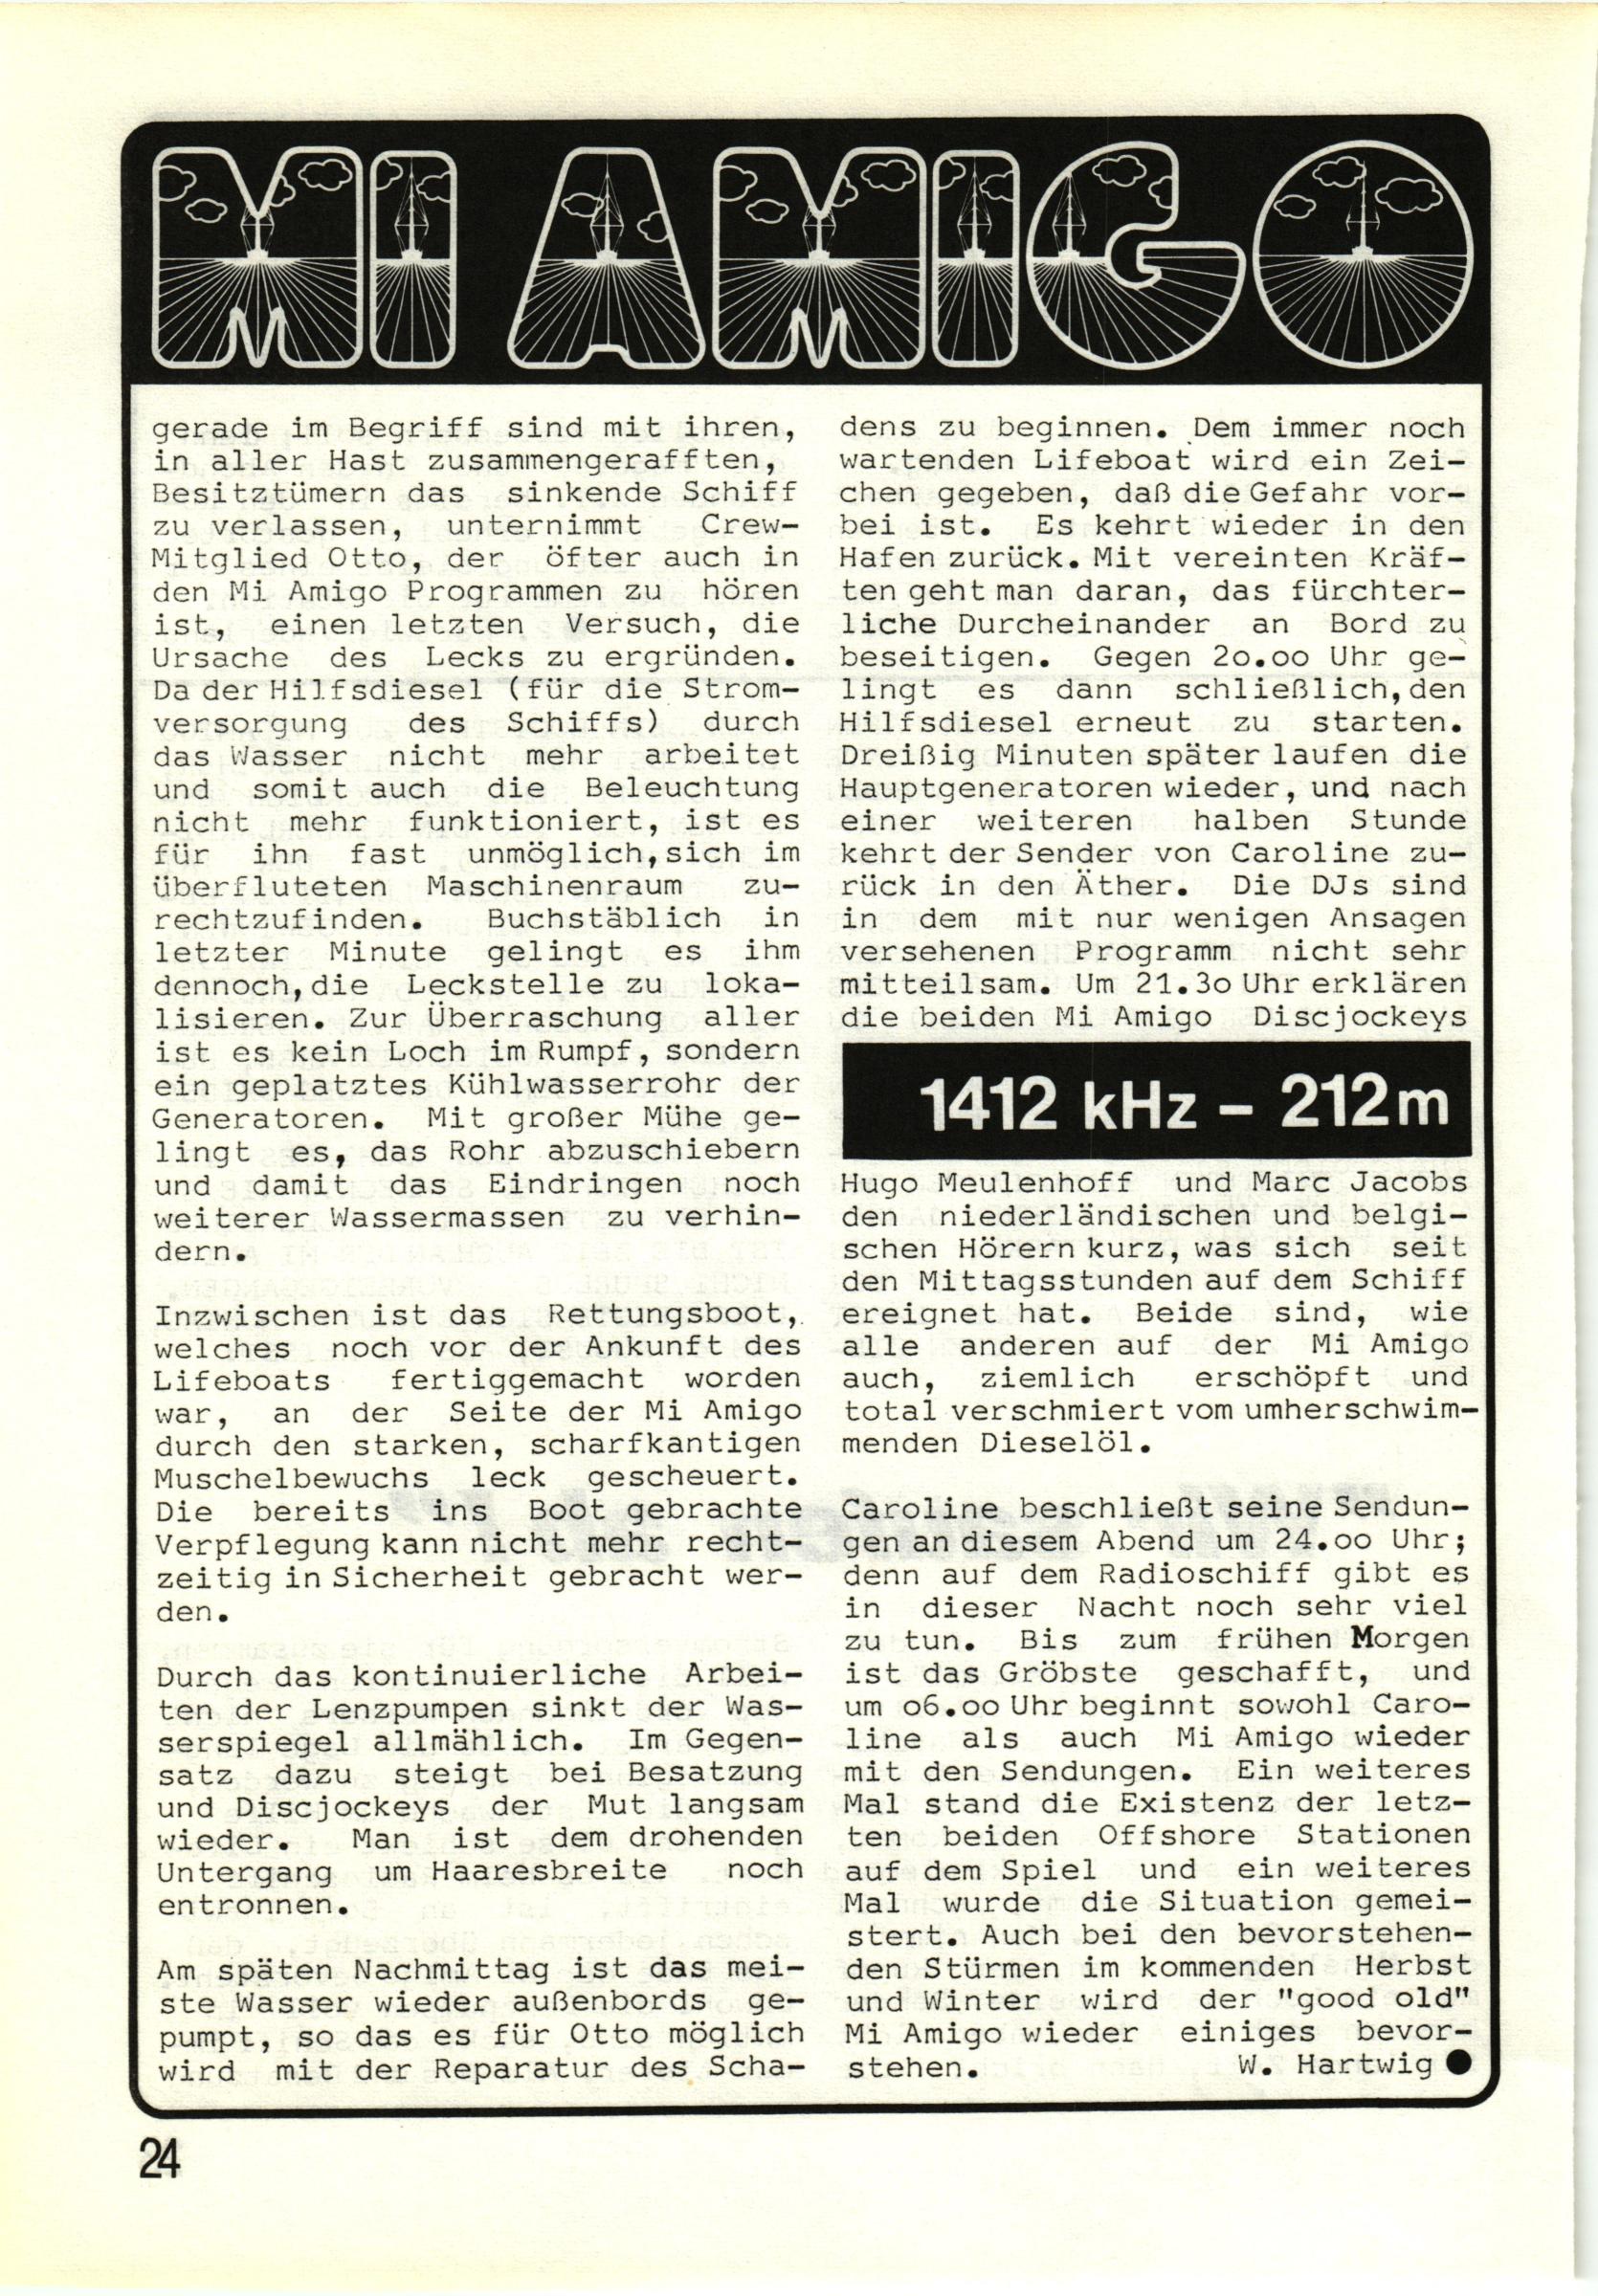 MI AMIGO
gerade im Begriff sind mit ihren,
in aller Hast zusammengerafften,
Besitztümern das sinkende Schiff
zu verlassen, unternimmt Crew-
Mitglied Otto, der öfter auch in
den Mi Amigo Programmen zu hören
ist, einen letzten Versuch, die
Ursache des Lecks zu ergründen.
Da der Hilfsdiesel (für die Strom-
versorgung des Schiffs) durch
das Wasser nicht mehr arbeitet
und somit auch die Beleuchtung
nicht mehr funktioniert, ist es
für ihn fast unmöglich, sich im
überfluteten Maschinenraum zu-
rechtzufinden. Buchstäblich in
letzter Minute gelingt es ihm
dennoch, die Leckstelle zu loka-
lisieren. Zur Überraschung aller
ist es kein Loch im Rumpf, sondern
ein geplatztes Kühlwasserrohr der
Generatoren. Mit großer Mühe ge-
lingt es, das Rohr abzuschiebern
und damit das Eindringen noch
weiterer Wassermassen zu verhin-
dern.
Inzwischen ist das Rettungsboot,
welches noch vor der Ankunft des
Lifeboats fertiggemacht worden
war, an der Seite der Mi Amigo
durch den starken, scharfkantigen
Muschelbewuchs leck gescheuert.
Die bereits ins Boot gebrachte
Verpflegung kann nicht mehr recht-
zeitig in Sicherheit gebracht wer-
den.
Durch das kontinuierliche Arbei-
ten der Lenzpumpen sinkt der Was-
serspiegel allmählich. Im Gegen-
satz dazu steigt bei Besatzung
und Discjockeys der Mut langsam
wieder. Man ist dem drohenden
Untergang um Haaresbreite noch
entronnen.
Am späten Nachmittag ist das mei-
ste Wasser wieder außenbords ge-
pumpt, so das es für Otto möglich
wird mit der Reparatur des Scha-
dens zu beginnen. Dem immer noch
wartenden Lifeboat wird ein Zei-
chen gegeben, daß die Gefahr vor-
bei ist. Es kehrt wieder in den
Hafen zurück. Mit vereinten Kräf-
ten geht man daran, das fürchter-
liche Durcheinander an Bord zu
beseitigen. Gegen 2o.oo Uhr ge-
lingt es dann schließlich, den
Hilfsdiesel erneut zu starten.
Dreißig Minuten später laufen die
Hauptgeneratoren wieder, und nach
einer weiteren halben Stunde
kehrt der Sender von Caroline zu-
rück in den Äther. Die DJs sind
in dem mit nur wenigen Ansagen
versehenen Programm nicht sehr
mitteilsam. Um 21.3o Uhr erklären
die beiden Mi Amigo Discjockeys
1412 kHz – 212m
Hugo Meulenhoff und Marc Jacobs
den niederländischen und belgi-
schen Hörern kurz, was sich seit
den Mittagsstunden auf dem Schiff
ereignet hat. Beide sind, wie
alle anderen auf der Mi Amigo
auch, ziemlich erschöpft und
total verschmiert vom umherschwim-
menden Dieselöl.
Caroline beschließt seine Sendun-
gen an diesem Abend um 24.oo Uhr;
denn auf dem Radioschiff gibt es
in dieser Nacht noch sehr viel
zu tun. Bis zum frühen Morgen
ist das Gröbste geschafft, und
um o6.oo Uhr beginnt sowohl Caro-
line als auch Mi Amigo wieder
mit den Sendungen. Ein weiteres
Mal stand die Existenz der letz-
ten beiden Offshore Stationen
auf dem Spiel und ein weiteres
Mal wurde die Situation gemei-
stert. Auch bei den bevorstehen-
den Stürmen im kommenden Herbst
und Winter wird der "good old"
Mi Amigo wieder einiges bevor-
stehen. W. Hartwig ●
24